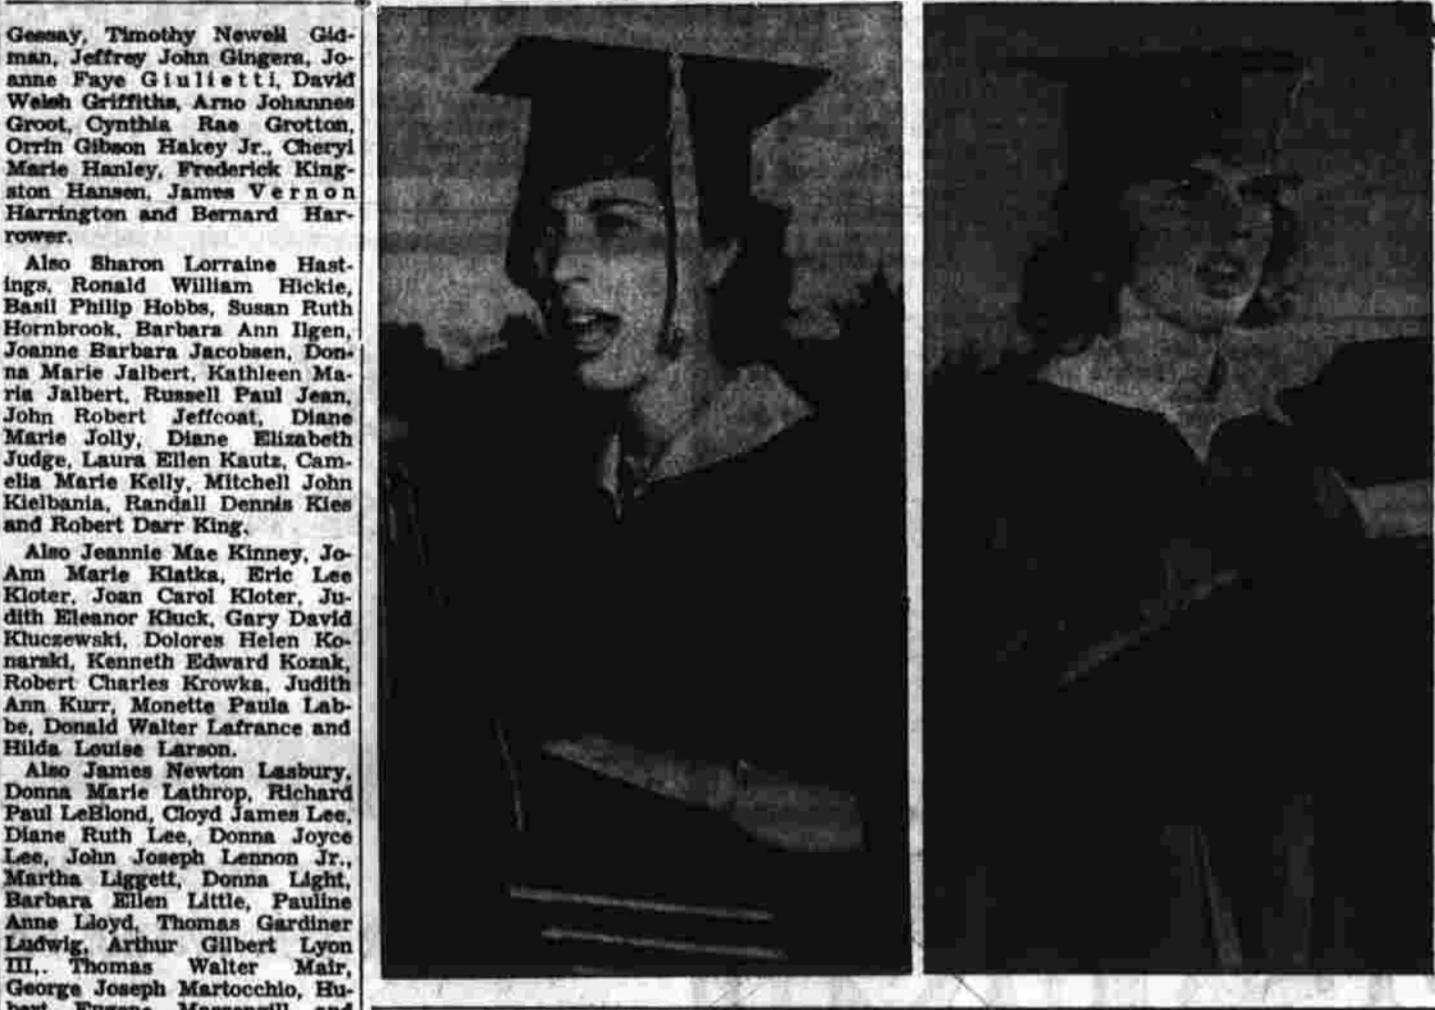 Geesay, Timothy Newell Gid-
man, Jeffrey John Gingera, Jo-
anne Faye Giulietti, David
Welsh Griffiths, Arno Johannes
Groot, Cynthia Rae Grotton,
Orrin Gibson Hakey Jr., Cheryl
Marie Hanley, Frederick King-
ston Hansen, James Vernon
Harrington and Bernard Har-
rower.
Also Sharon Lorraine Hast-
ings, Ronald William Hickie,
Basil Philip Hobbs, Susan Ruth
Hornbrook, Barbara Ann Ilgen,
Joanne Barbara Jacobsen, Don-
na Marie Jalbert, Kathleen Ma-
rie Jalbert, Russell Paul Jean,
John Robert Jeffcoat, Diane
Marie Jolly, Diane Elizabeth
Judge, Laura Ellen Kautz, Cam-
elia Marie Kelly, Mitchell John
Kielbania, Randall Dennis Kies
and Robert Darr King.
Also Jeannie Mae Kinney, Jo-
Ann Marie Klatka, Eric Lee
Kloter, Joan Carol Kloter, Ju-
dith Eleanor Kluck, Gary David
Kluczewski, Dolores Helen Ko-
narski, Kenneth Edward Kozak,
Robert Charles Krowka, Judith
Ann Kurr, Monette Paula Lab-
be, Donald Walter Lafrance and
Hilda Louise Larson.
Also James Newton Lasbury,
Donna Marie Lathrop, Richard
Paul LeBlond, Cloyd James Lee,
Diane Ruth Lee, Donna Joyce
Lee, John Joseph Lennon Jr.,
Martha Liggett, Donna Light,
Barbara Ellen Little, Pauline
Anne Lloyd, Thomas Gardiner
Ludwig, Arthur Gilbert Lyon
III,. Thomas Walter Mair,
George Joseph Martocchio, Hu-
bert Eugene Massengill and